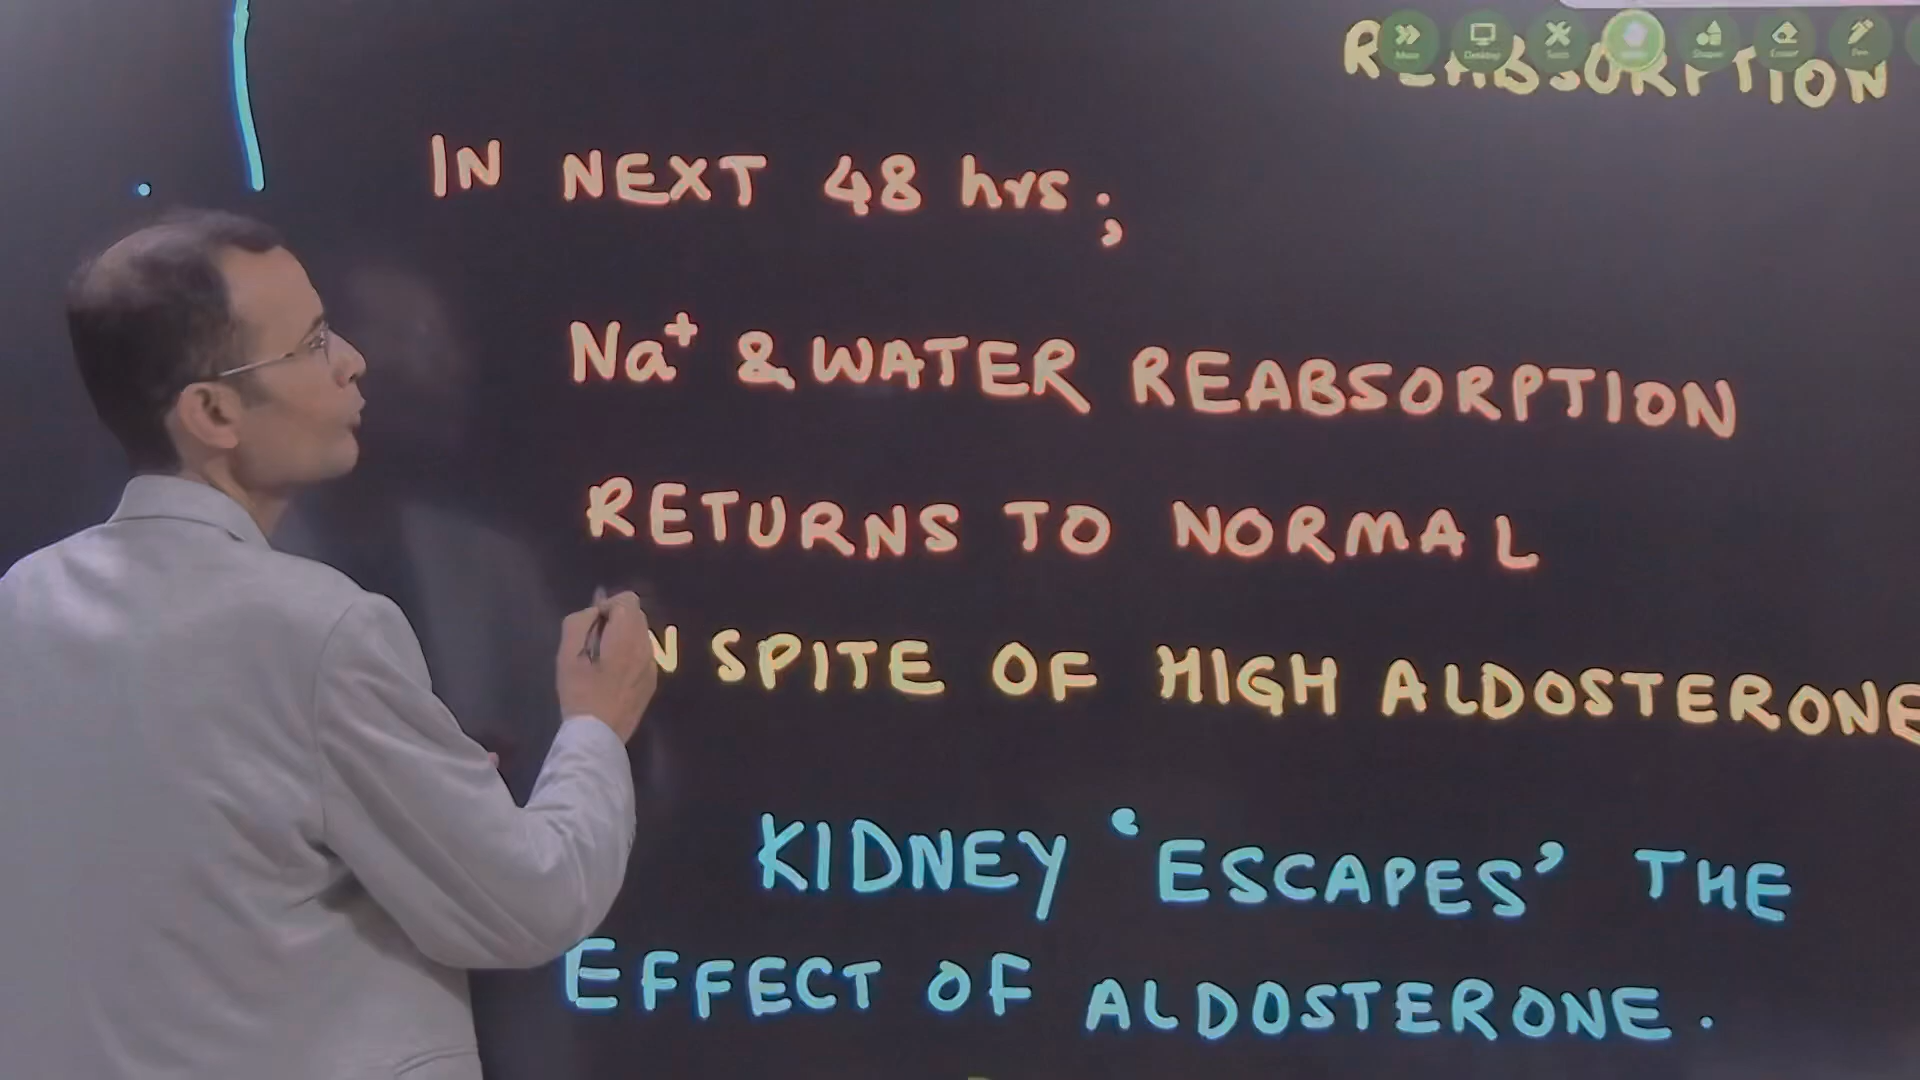 REABSORPTION
IN NEXT 48 hrs;
Na⁺ & WATER REABSORPTION
RETURNS TO NORMAL
SPITE OF HIGH ALDOSTERONE
KIDNEY ‘ESCAPES’ THE
EFFECT OF ALDOSTERONE.